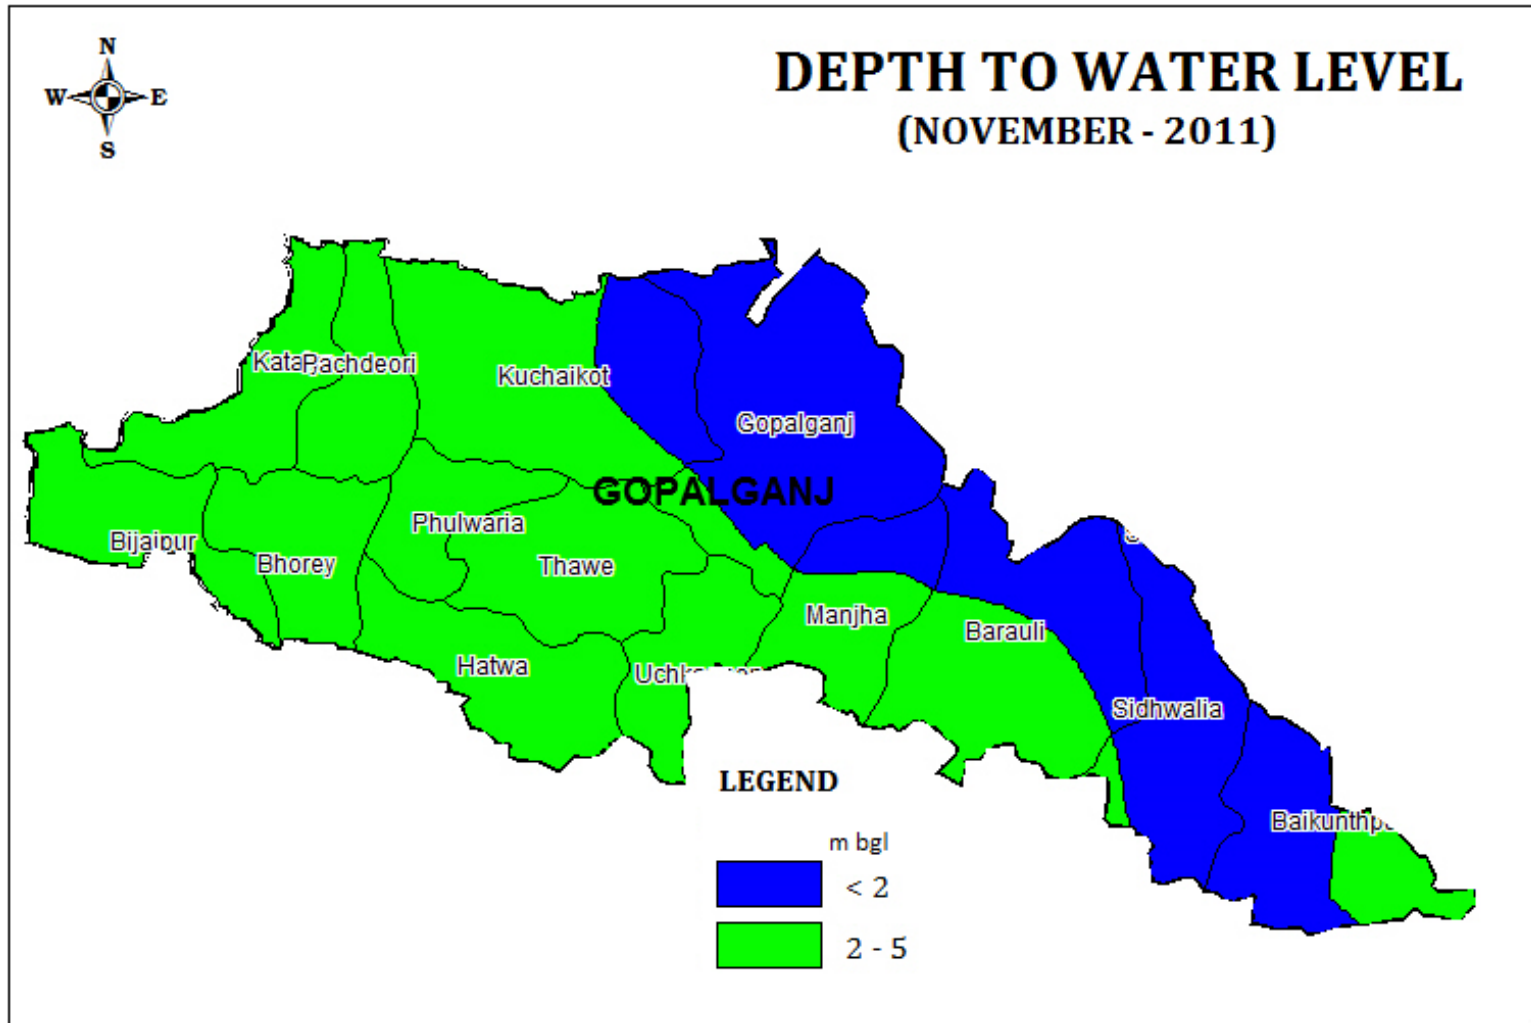 N
W E
S
DEPTH TO WATER LEVEL
(NOVEMBER - 2011)
Pachdeori
Kuchaikot
Gopalganj
GOPALGANJ
Phulwaria
Bijaipur
Bhorey
Thawe
Manjha
Barauli
Hatwa
Sidhwalia
LEGEND
Baikunthpu
m bgl
< 2
2 - 5